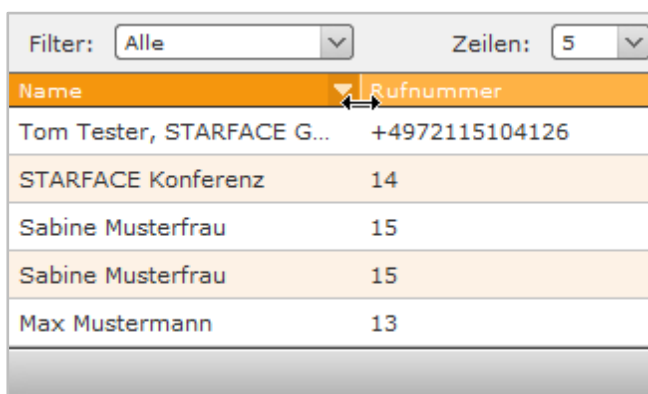 Filter: Alle Zeilen: 5
Name Rufnummer
Tom Tester, STARFACE G... +4972115104126
STARFACE Konferenz 14
Sabine Musterfrau 15
Sabine Musterfrau 15
Max Mustermann 13